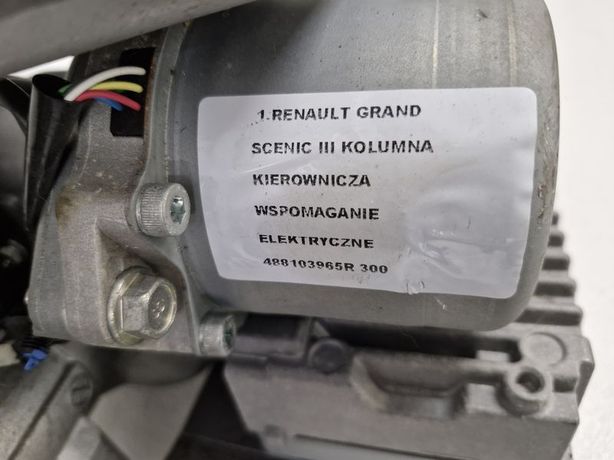 .1.RENAULT GRAND
SCENIC III KOLUMNA
KIEROWNICZA
WSPOMAGANIE
ELEKTRYCZNE
488103965R 300